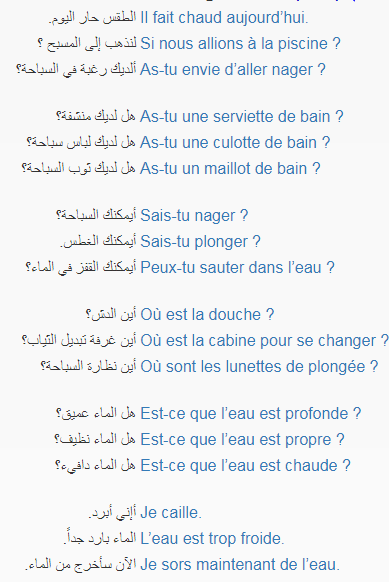 الطقس حار اليوم. Il fait chaud aujourd’hui.
لنذهب إلى المسبح ؟ Si nous allions à la piscine ?
ألديك رغبة في السباحة؟ As-tu envie d’aller nager ?
هل لديك منشفة؟ As-tu une serviette de bain ?
هل لديك لباس سباحة؟ As-tu une culotte de bain ?
هل لديك ثوب السباحة؟ As-tu un maillot de bain ?
أيمكنك السباحة؟ Sais-tu nager ?
أيمكنك الغطس. Sais-tu plonger ?
أيمكنك القفز في الماء؟ Peux-tu sauter dans l’eau ?
أين الدش؟ Où est la douche ?
أين غرفة تبديل الثياب؟ Où est la cabine pour se changer ?
أين نظارة السباحة؟ Où sont les lunettes de plongée ?
هل الماء عميق؟ Est-ce que l’eau est profonde ?
هل الماء نظيف؟ Est-ce que l’eau est propre ?
هل الماء دافيء؟ Est-ce que l’eau est chaude ?
أإني أبرد. Je caille.
الماء بارد جداً. L’eau est trop froide.
الآن سأخرج من الماء. Je sors maintenant de l’eau.